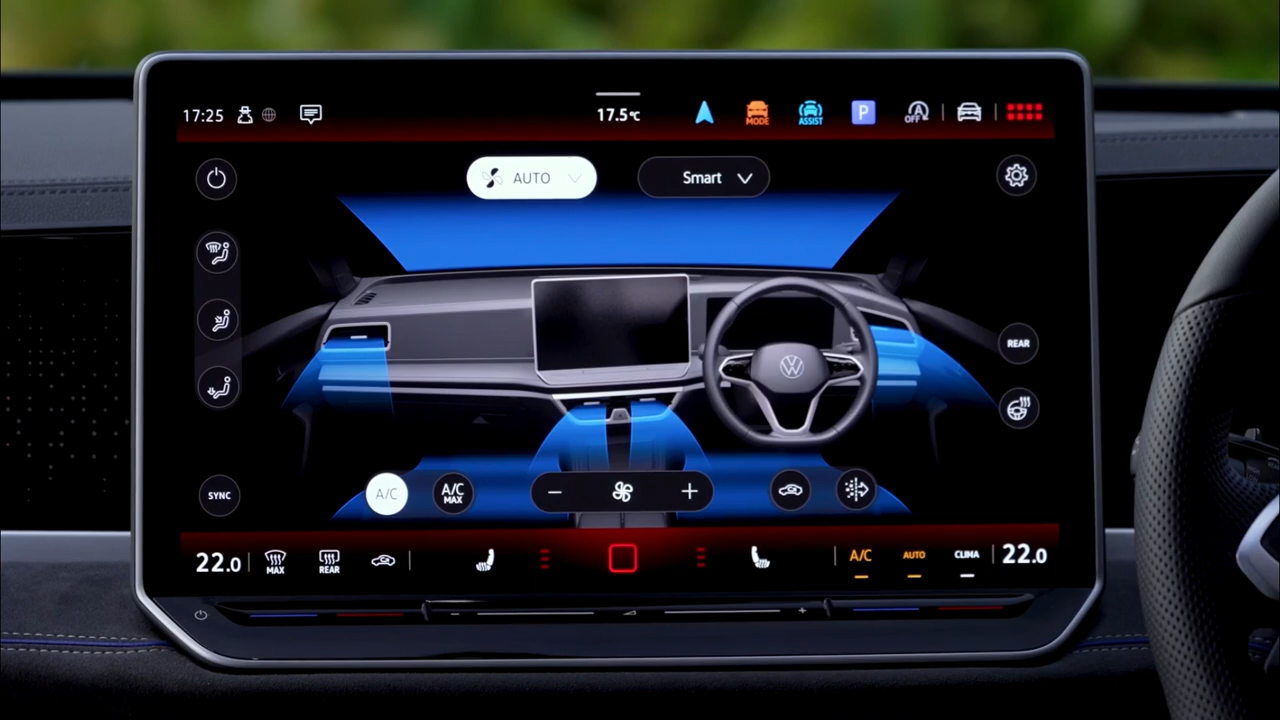 17:25
17.5°C
MODE
ASSIST
P
A OFF
AUTO
Smart
REAR
SYNC
A/C
A/C MAX
22.0
MAX
REAR
A/C
AUTO
CLIMA
22.0